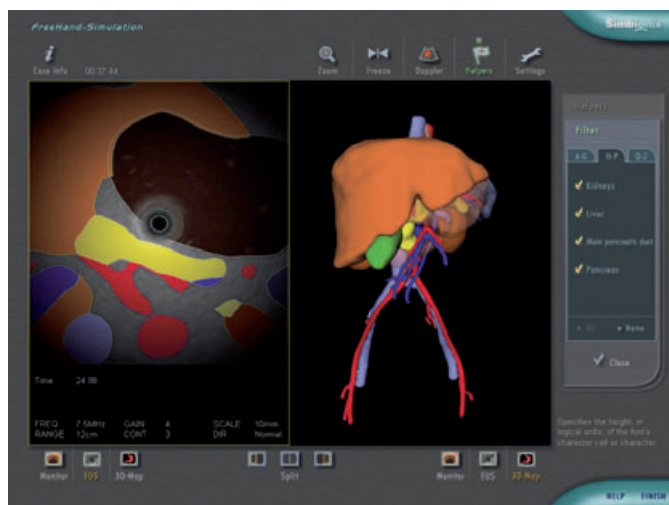 FreeHand-Simulation
Simbionix
Case Info 00:37:44
Zoom Freeze Doppler Helpers Settings
Helpers
Filter
A-G H-P Q-Z
Kidneys
Liver
Main pancreatic duct
Pancreas
All None
Close
Time 24.08
FREQ 7.5MHz GAIN 4 SCALE 10mm
RANGE 12cm CONT 3 DIR Normal
Specifies the height, in
logical units, of the font's
character cell or character.
Monitor EUS 3D-Map Split Monitor EUS 3D-Map
HELP FINISH